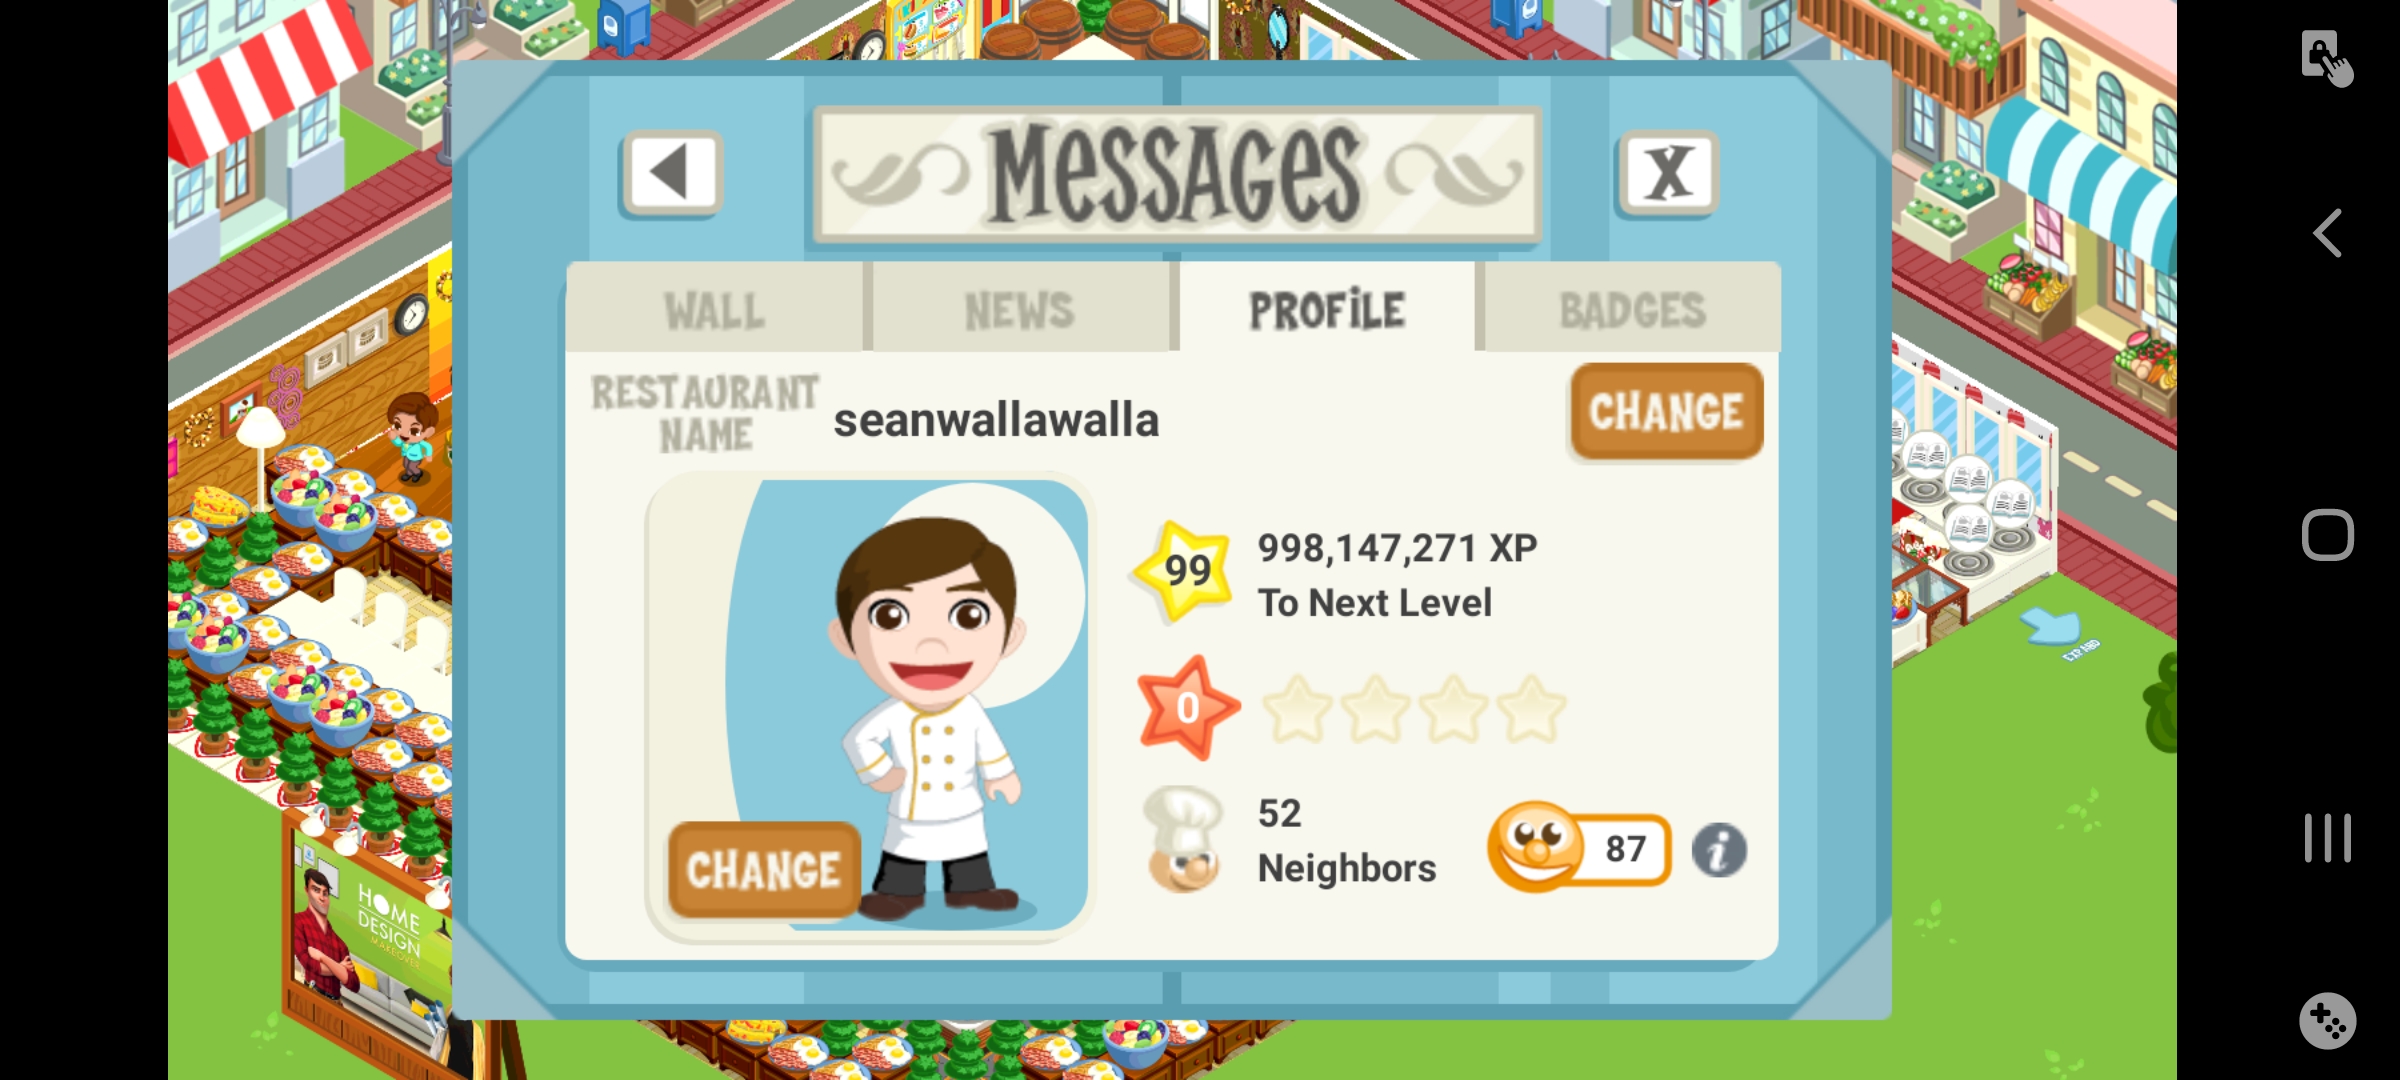 MESSAGES
X
WALL
NEWS
PROFILE
BADGES
RESTAURANT
NAME
seanwallawalla
CHANGE
99
998,147,271 XP
To Next Level
0
52
Neighbors
87
i
CHANGE
HOME
DESIGN
MAKEOVER
EXPAND